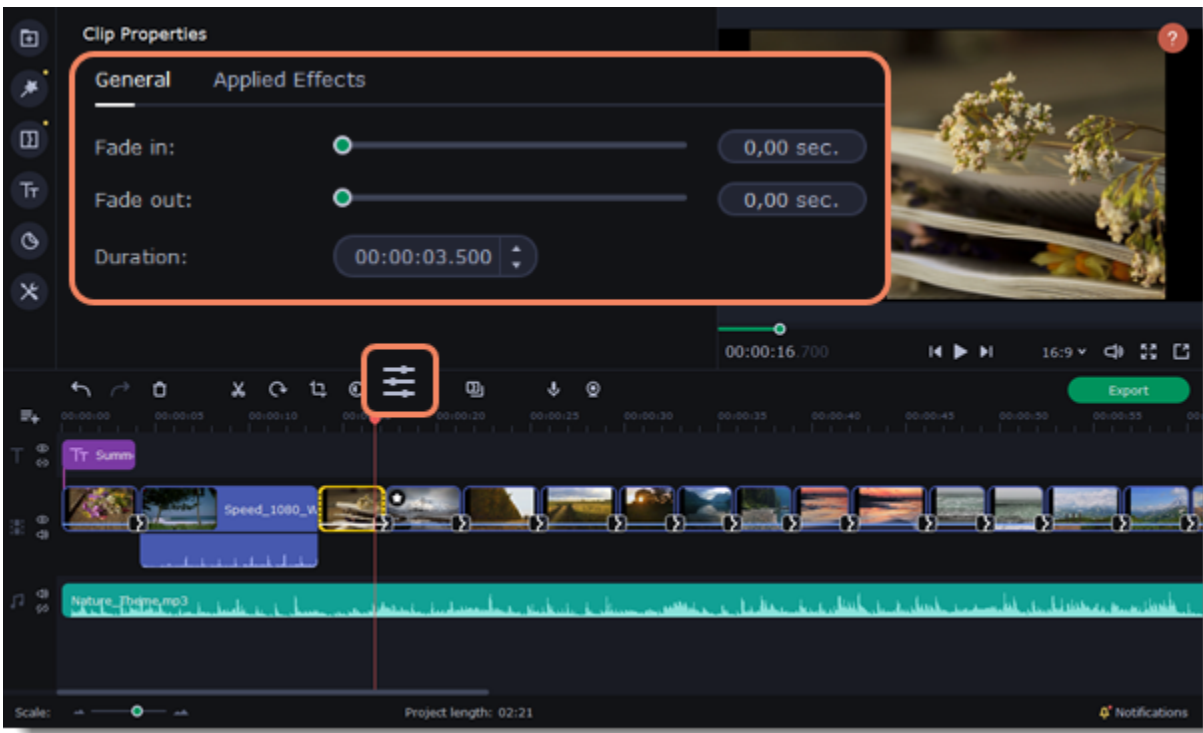 Clip Properties
?
General Applied Effects
Fade in: 0,00 sec.
Fade out: 0,00 sec.
Duration: 00:00:03.500
00:00:16.700 16:9
Export
00:00:00 00:00:05 00:00:10 00:00:20 00:00:25 00:00:30 00:00:35 00:00:40 00:00:45 00:00:50 00:00:55
T Tт Summ
Speed_1080_W
Nature_Theme.mp3
Scale: Project length: 02:21 Notifications